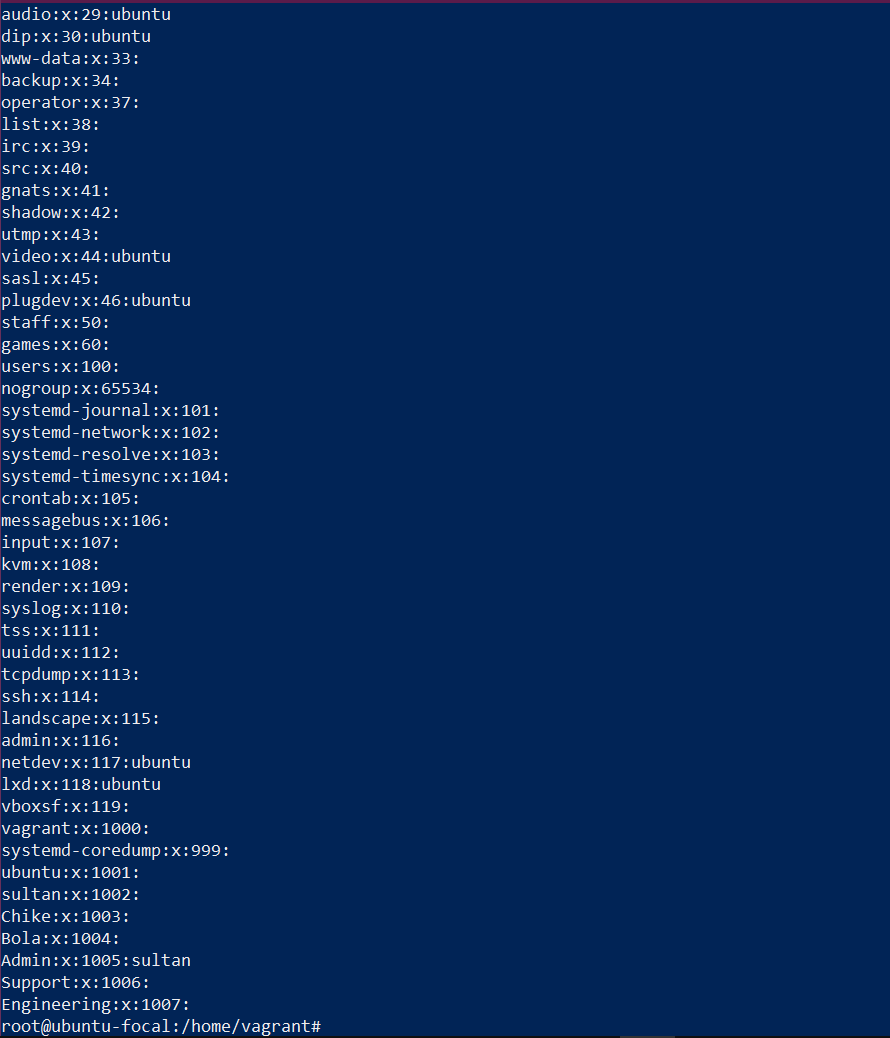 audio:x:29:ubuntu
dip:x:30:ubuntu
www-data:x:33:
backup:x:34:
operator:x:37:
list:x:38:
irc:x:39:
src:x:40:
gnats:x:41:
shadow:x:42:
utmp:x:43:
video:x:44:ubuntu
sasl:x:45:
plugdev:x:46:ubuntu
staff:x:50:
games:x:60:
users:x:100:
nogroup:x:65534:
systemd-journal:x:101:
systemd-network:x:102:
systemd-resolve:x:103:
systemd-timesync:x:104:
crontab:x:105:
messagebus:x:106:
input:x:107:
kvm:x:108:
render:x:109:
syslog:x:110:
tss:x:111:
uuidd:x:112:
tcpdump:x:113:
ssh:x:114:
landscape:x:115:
admin:x:116:
netdev:x:117:ubuntu
lxd:x:118:ubuntu
vboxsf:x:119:
vagrant:x:1000:
systemd-coredump:x:999:
ubuntu:x:1001:
sultan:x:1002:
Chike:x:1003:
Bola:x:1004:
Admin:x:1005:sultan
Support:x:1006:
Engineering:x:1007:
root@ubuntu-focal:/home/vagrant#